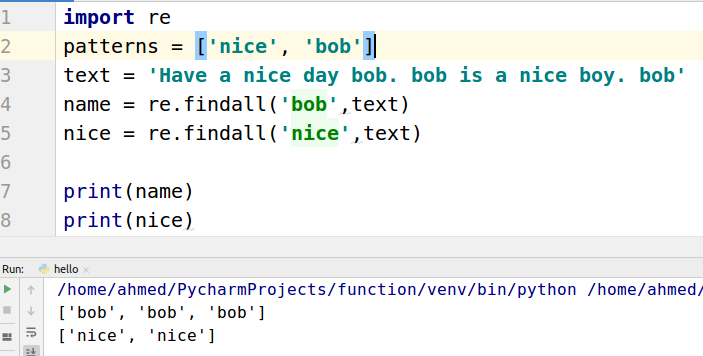 1 import re
2 patterns = ['nice', 'bob']
3 text = 'Have a nice day bob. bob is a nice boy. bob'
4 name = re.findall('bob',text)
5 nice = re.findall('nice',text)
6
7 print(name)
8 print(nice)
Run: hello ×
/home/ahmed/PycharmProjects/function/venv/bin/python /home/ahmed/
['bob', 'bob', 'bob']
['nice', 'nice']